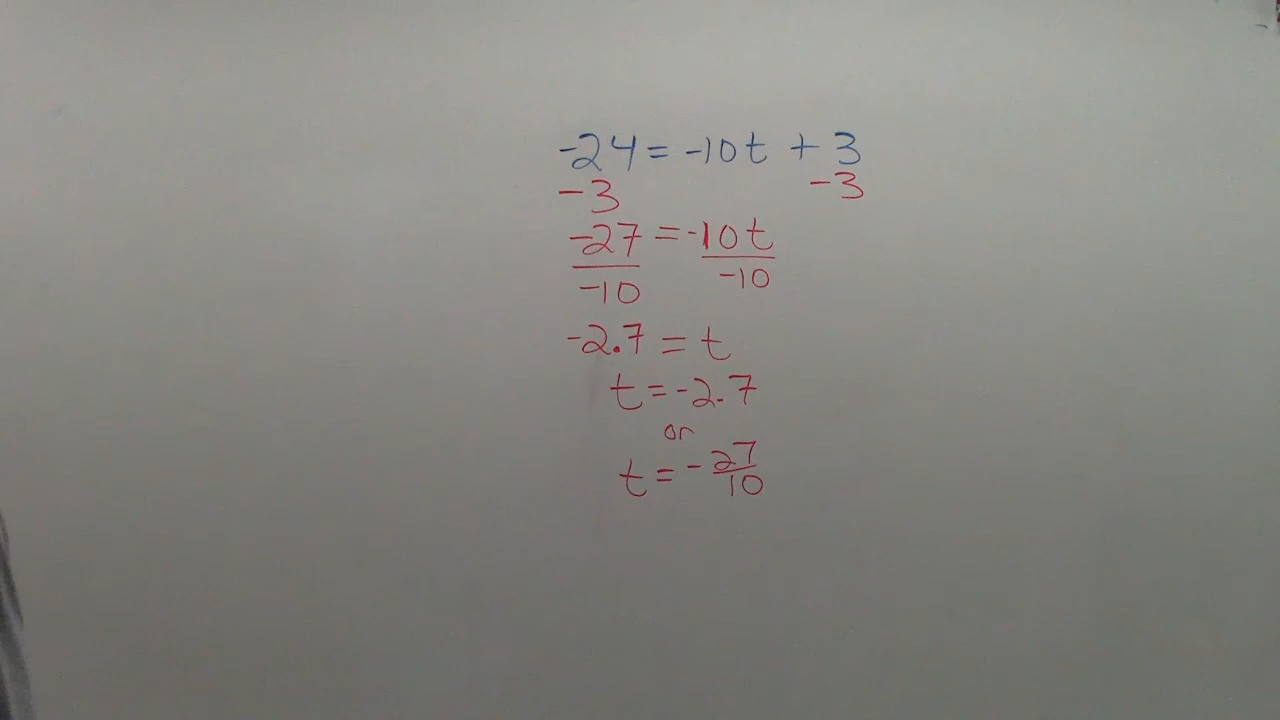 -24 = -10t + 3
-3 -3
-27 = -10t
-10 -10
-2.7 = t
t = -2.7
or
t = - 27/10